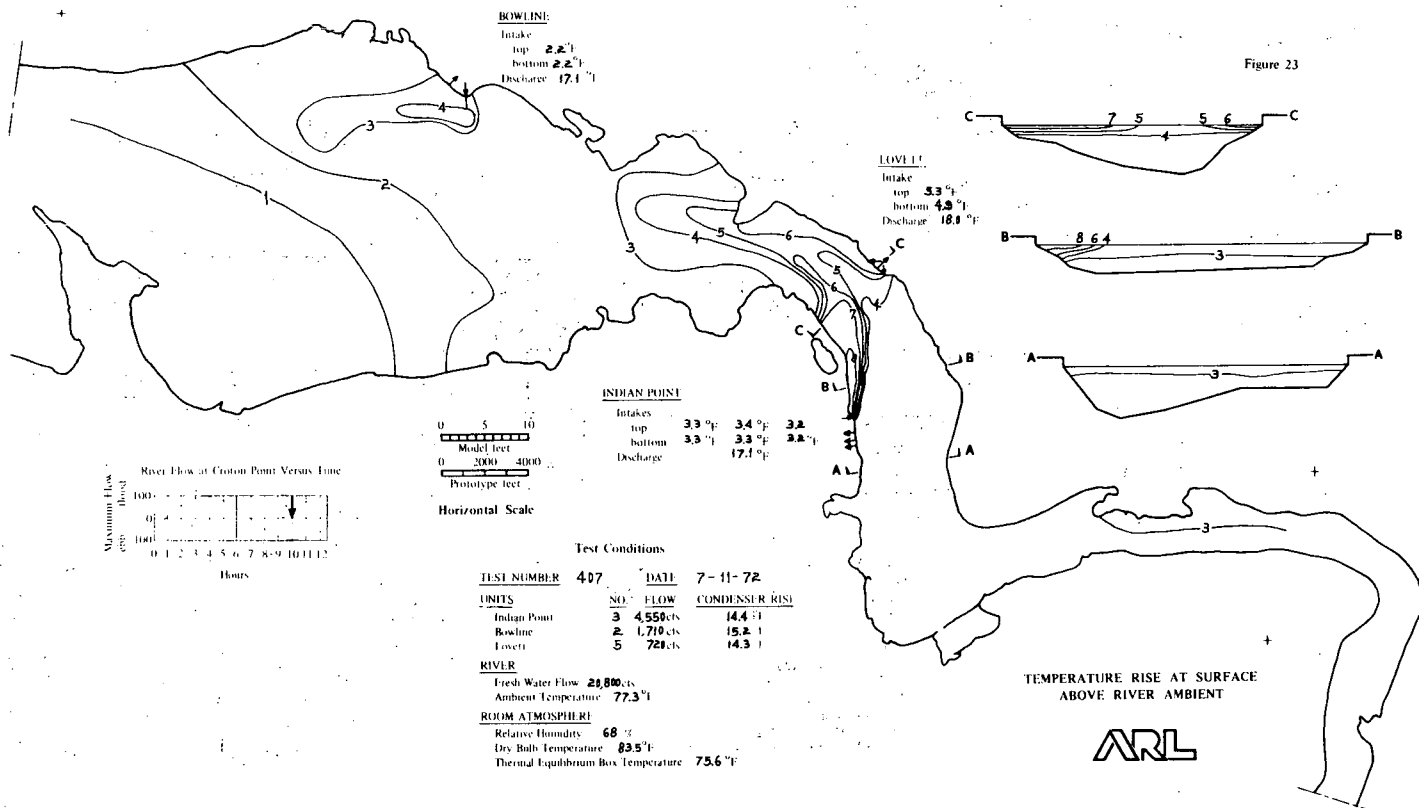 BOWLINE
Intake
top 2.2 °F
bottom 2.2 °F
Discharge 17.1 °F
Figure 23
C 7 5 5 6 C
4
LOVETT
Intake
top 5.3 °F
bottom 4.9 °F
Discharge 18.0 °F
B 8 6 4 B
3
A A
3
4
3
2
1
3
4
5
6
5
6
7
4
C
C
B
B
A
A
3
INDIAN POINT
Intakes
top 3.3 °F 3.4 °F 3.2
bottom 3.3 °F 3.3 °F 3.2 °F
Discharge 17.1 °F
0 5 10
Model feet
0 2000 4000
Prototype feet
Horizontal Scale
River Flow at Croton Point Versus Time
Maximum Flow
ebb flood
100
0
100
0 1 2 3 4 5 6 7 8 9 10 11 12
Hours
Test Conditions
TEST NUMBER 407 DATE 7-11-72
UNITS NO. FLOW CONDENSER RISE
Indian Point 3 4,550 cfs 14.4 °F
Bowline 2 1,710 cfs 15.2
Lovett 5 720 cfs 14.3
RIVER
Fresh Water Flow 20,800 cfs
Ambient Temperature 77.3 °F
ROOM ATMOSPHERE
Relative Humidity 68 %
Dry Bulb Temperature 83.5 °F
Thermal Equilibrium Box Temperature 75.6 °F
TEMPERATURE RISE AT SURFACE
ABOVE RIVER AMBIENT
ARL